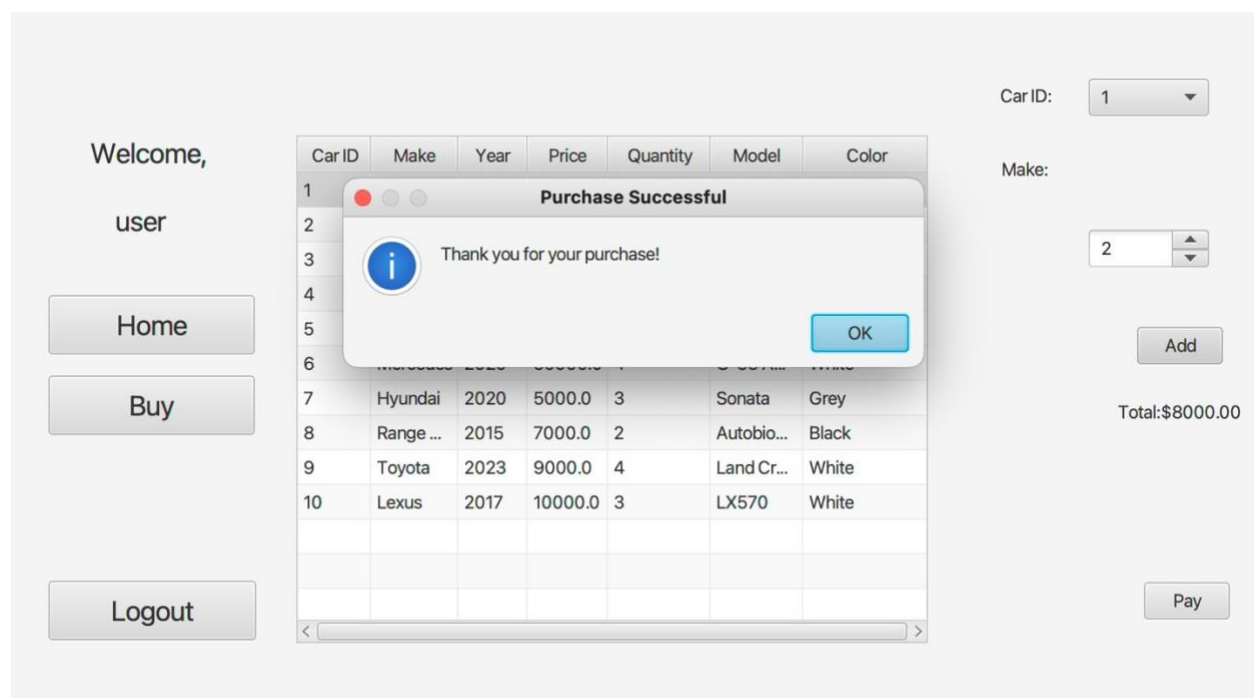 Car ID: 1
Welcome,
Car ID Make Year Price Quantity Model Color
Make:
1
Purchase Successful
user
2
Thank you for your purchase!
2
3
4
Home
5
OK
Add
6
Buy
7 Hyundai 2020 5000.0 3 Sonata Grey
Total:$8000.00
8 Range ... 2015 7000.0 2 Autobio... Black
9 Toyota 2023 9000.0 4 Land Cr... White
10 Lexus 2017 10000.0 3 LX570 White
Logout
Pay